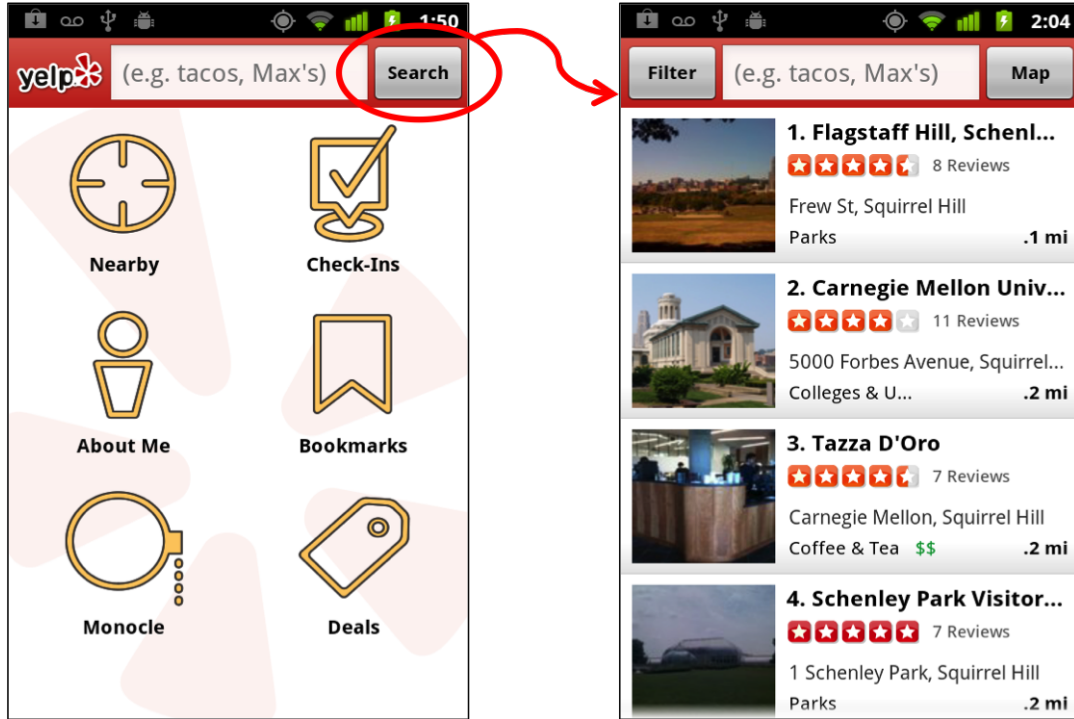 1:50
yelp
(e.g. tacos, Max's)
Search
Nearby
Check-Ins
About Me
Bookmarks
Monocle
Deals
2:04
Filter
(e.g. tacos, Max's)
Map
1. Flagstaff Hill, Schenl...
8 Reviews
Frew St, Squirrel Hill
Parks .1 mi
2. Carnegie Mellon Univ...
11 Reviews
5000 Forbes Avenue, Squirrel...
Colleges & U... .2 mi
3. Tazza D'Oro
7 Reviews
Carnegie Mellon, Squirrel Hill
Coffee & Tea $$ .2 mi
4. Schenley Park Visitor...
7 Reviews
1 Schenley Park, Squirrel Hill
Parks .2 mi